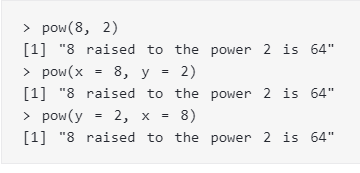 > pow(8, 2)
[1] "8 raised to the power 2 is 64"
> pow(x = 8, y = 2)
[1] "8 raised to the power 2 is 64"
> pow(y = 2, x = 8)
[1] "8 raised to the power 2 is 64"